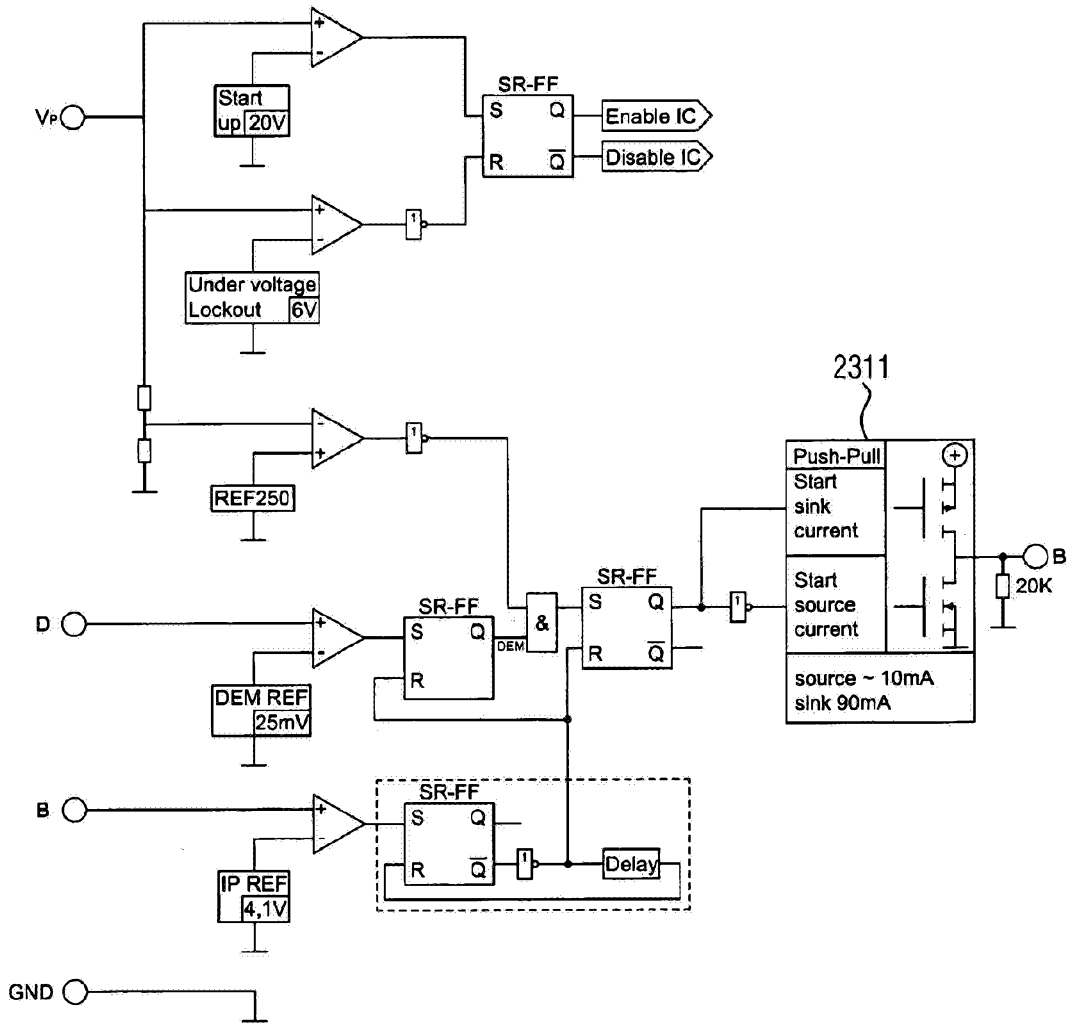 SR-FF
+
-
S Q
Enable IC
Start
up 20V
VP
R Q
Disable IC
+
-
1
Under voltage
Lockout 6V
2311
-
+
1
Push-Pull
+
Start
sink
current
REF250
B
20K
SR-FF
S Q
1
R Q
Start
source
current
SR-FF
&
D
+
-
S Q
DEM
R
source ~ 10mA
sink 90mA
DEM REF
25mV
SR-FF
B
+
-
S Q
R Q
1
Delay
IP REF
4,1V
GND